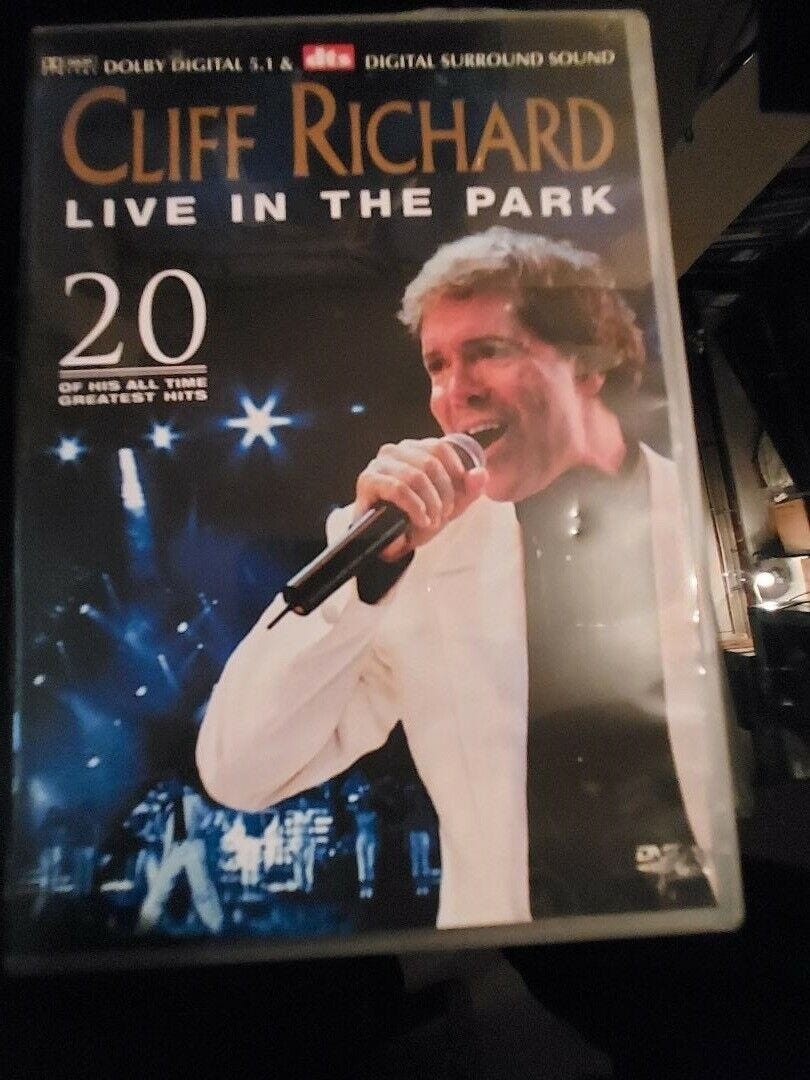 DOLBY DIGITAL 5.1 & dts DIGITAL SURROUND SOUND
CLIFF RICHARD
LIVE IN THE PARK
20
OF HIS ALL TIME
GREATEST HITS